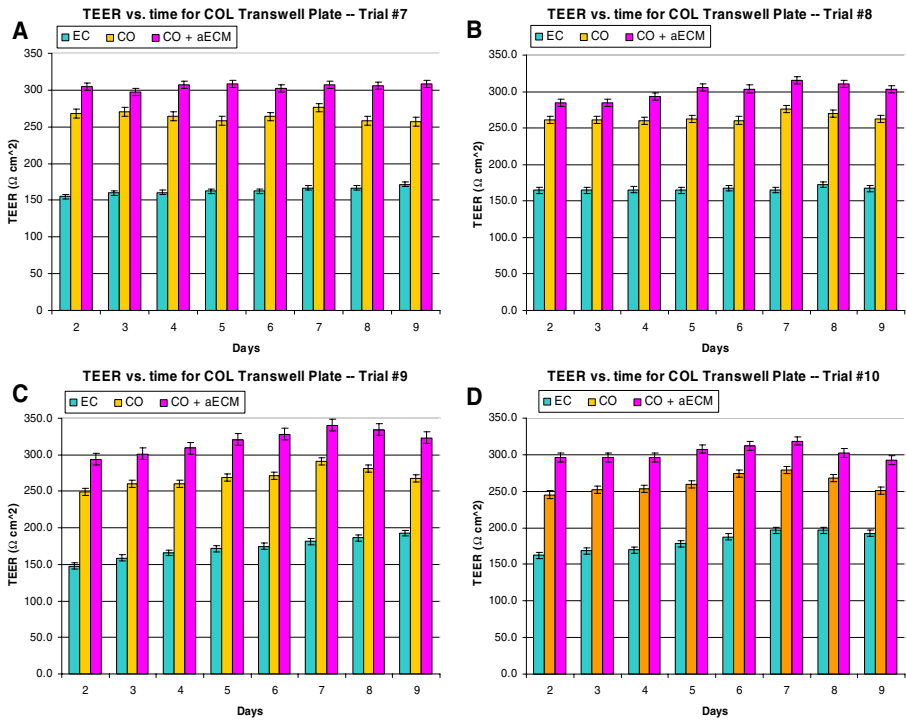 TEER vs. time for COL Transwell Plate -- Trial #7
A
EC CO CO + aECM
350
300
250
200
150
100
50
0
TEER (Ω cm^2)
2 3 4 5 6 7 8 9
Days
TEER vs. time for COL Transwell Plate -- Trial #8
B
EC CO CO + aECM
350.0
300.0
250.0
200.0
150.0
100.0
50.0
0.0
TEER (Ω cm^2)
2 3 4 5 6 7 8 9
Days
TEER vs. time for COL Transwell Plate -- Trial #9
C
EC CO CO + aECM
350.0
300.0
250.0
200.0
150.0
100.0
50.0
0.0
TEER (Ω cm^2)
2 3 4 5 6 7 8 9
Days
TEER vs. time for COL Transwell Plate -- Trial #10
D
EC CO CO + aECM
350.0
300.0
250.0
200.0
150.0
100.0
50.0
0.0
TEER (Ω cm^2)
2 3 4 5 6 7 8 9
Days